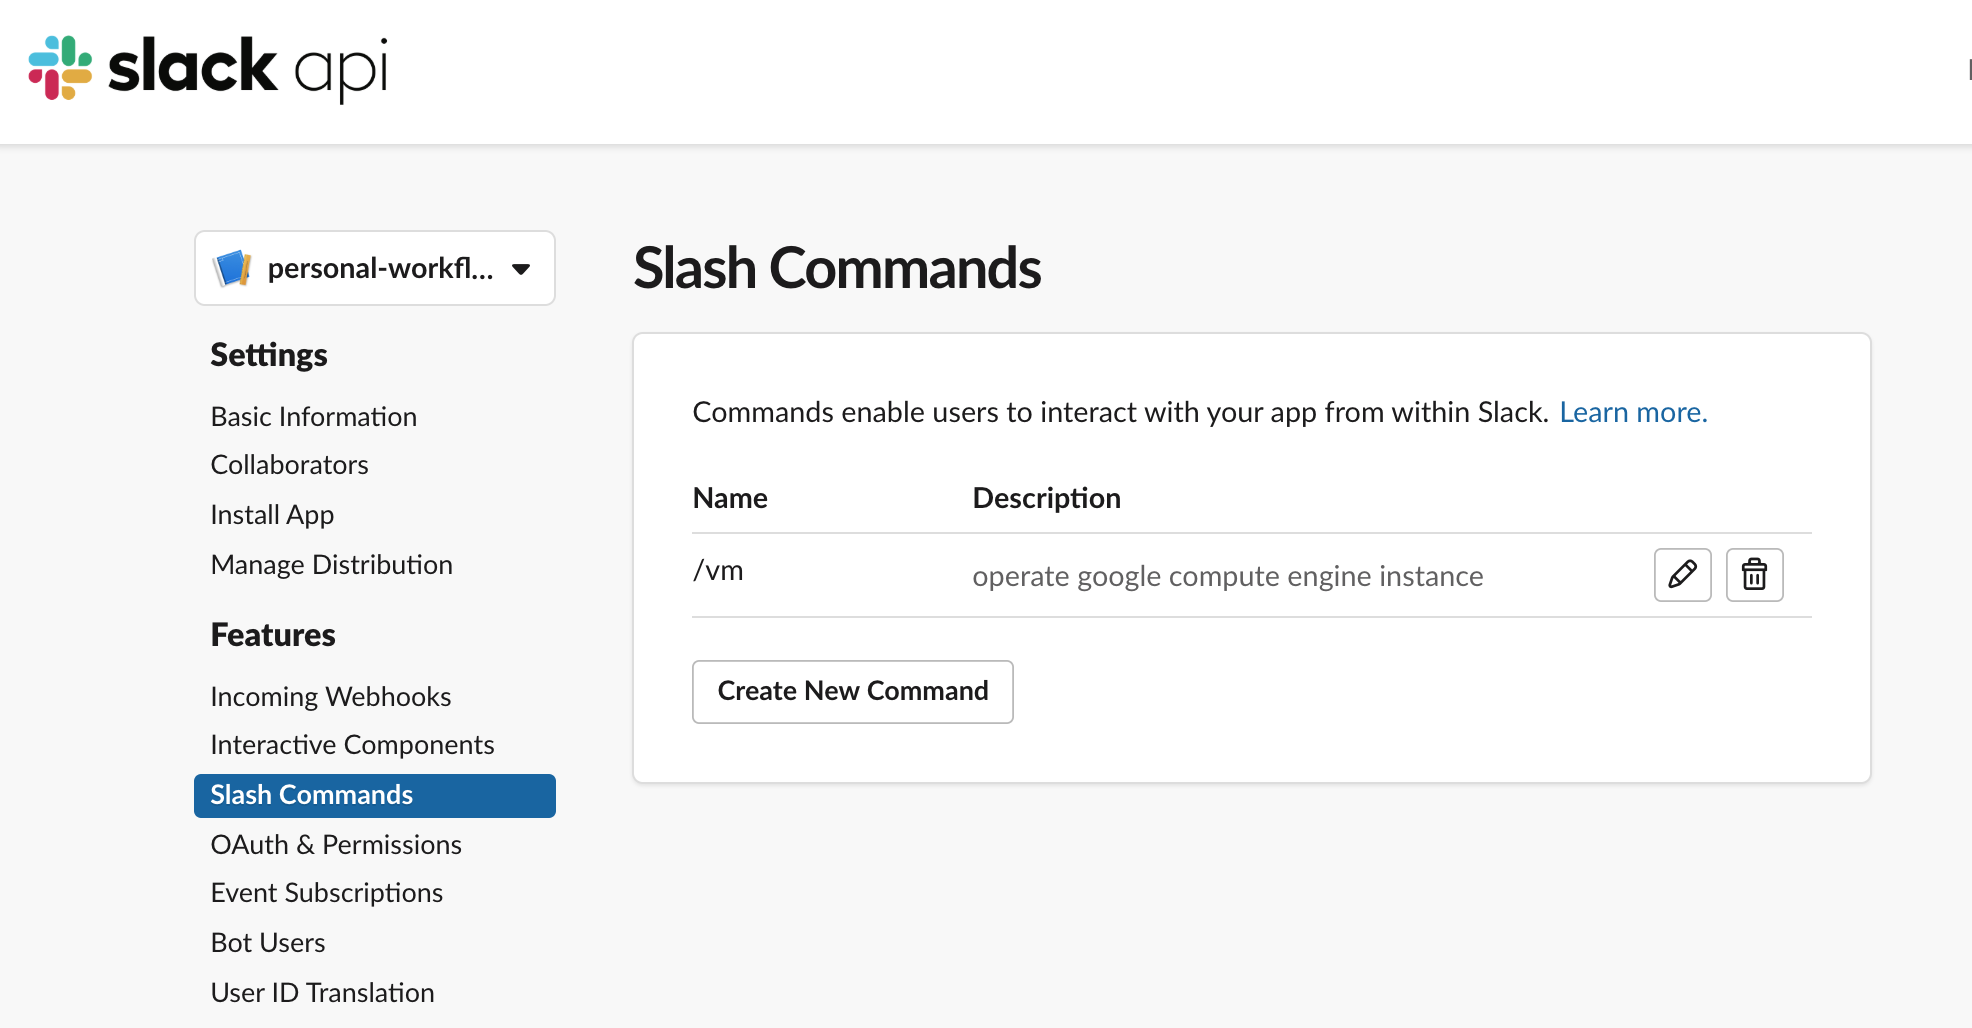 slack api
personal-workfl...
Settings
Basic Information
Collaborators
Install App
Manage Distribution
Features
Incoming Webhooks
Interactive Components
Slash Commands
OAuth & Permissions
Event Subscriptions
Bot Users
User ID Translation
Slash Commands
Commands enable users to interact with your app from within Slack. Learn more.
Name Description
/vm operate google compute engine instance
Create New Command